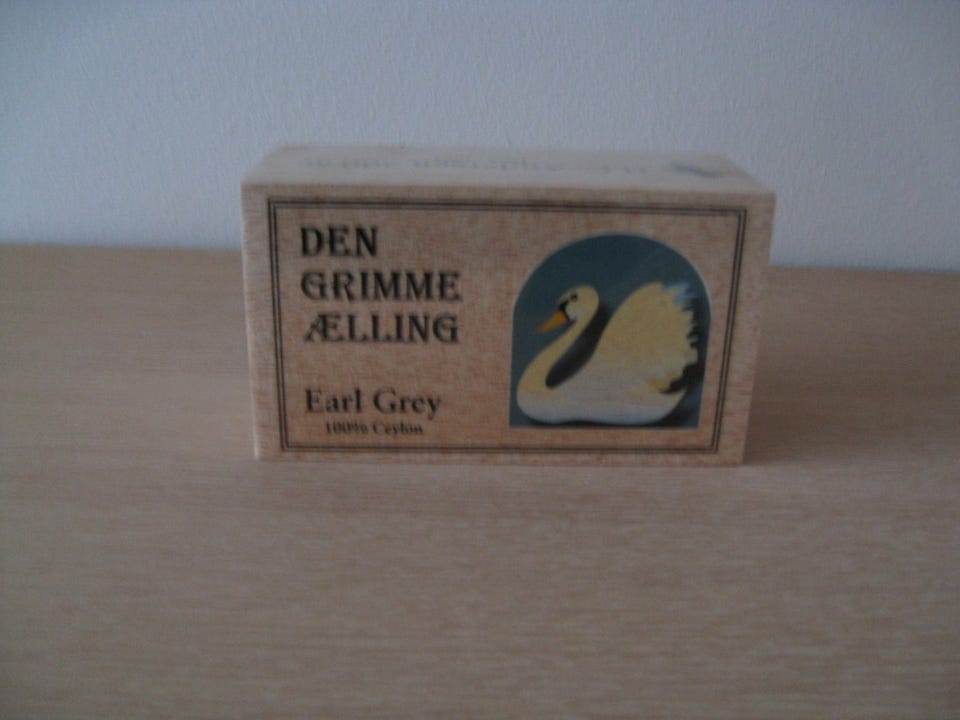 DEN
GRIMME
ÆLLING
Earl Grey
100% Ceylon